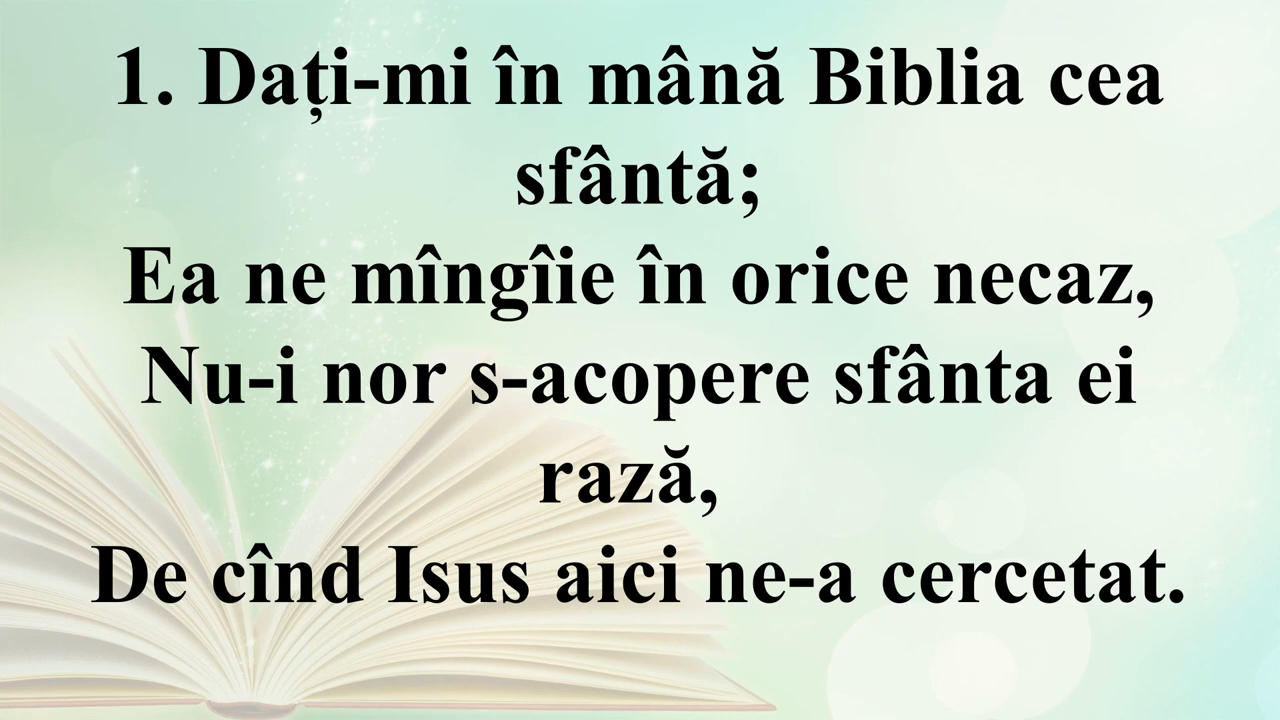 1. Dați-mi în mână Biblia cea
sfântă;
Ea ne mîngîie în orice necaz,
Nu-i nor s-acopere sfânta ei
rază,
De cînd Isus aici ne-a cercetat.